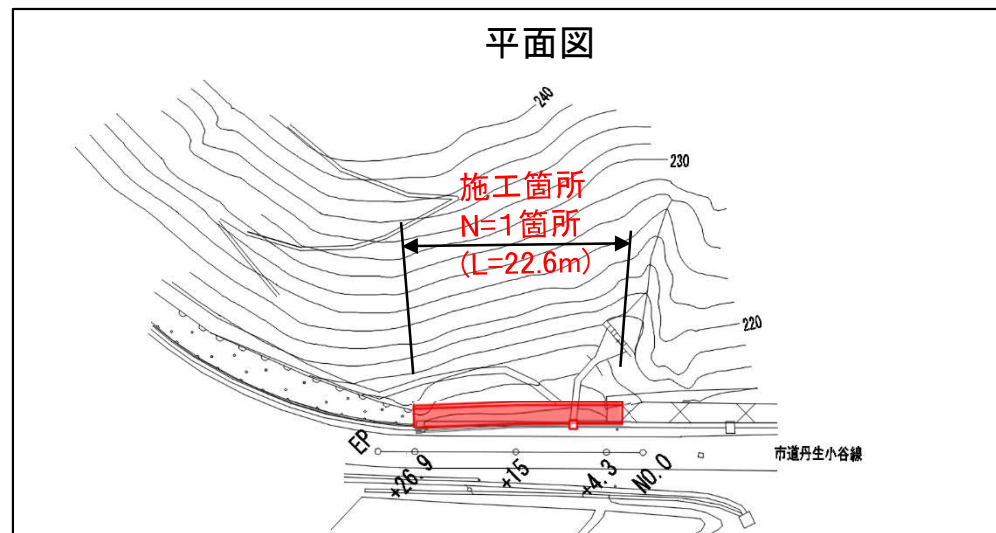 平面図
240
230
施工箇所
N=1箇所
(L=22.6m)
220
EP
+26.9
+15
+4.3
NO.0
市道丹生小谷線